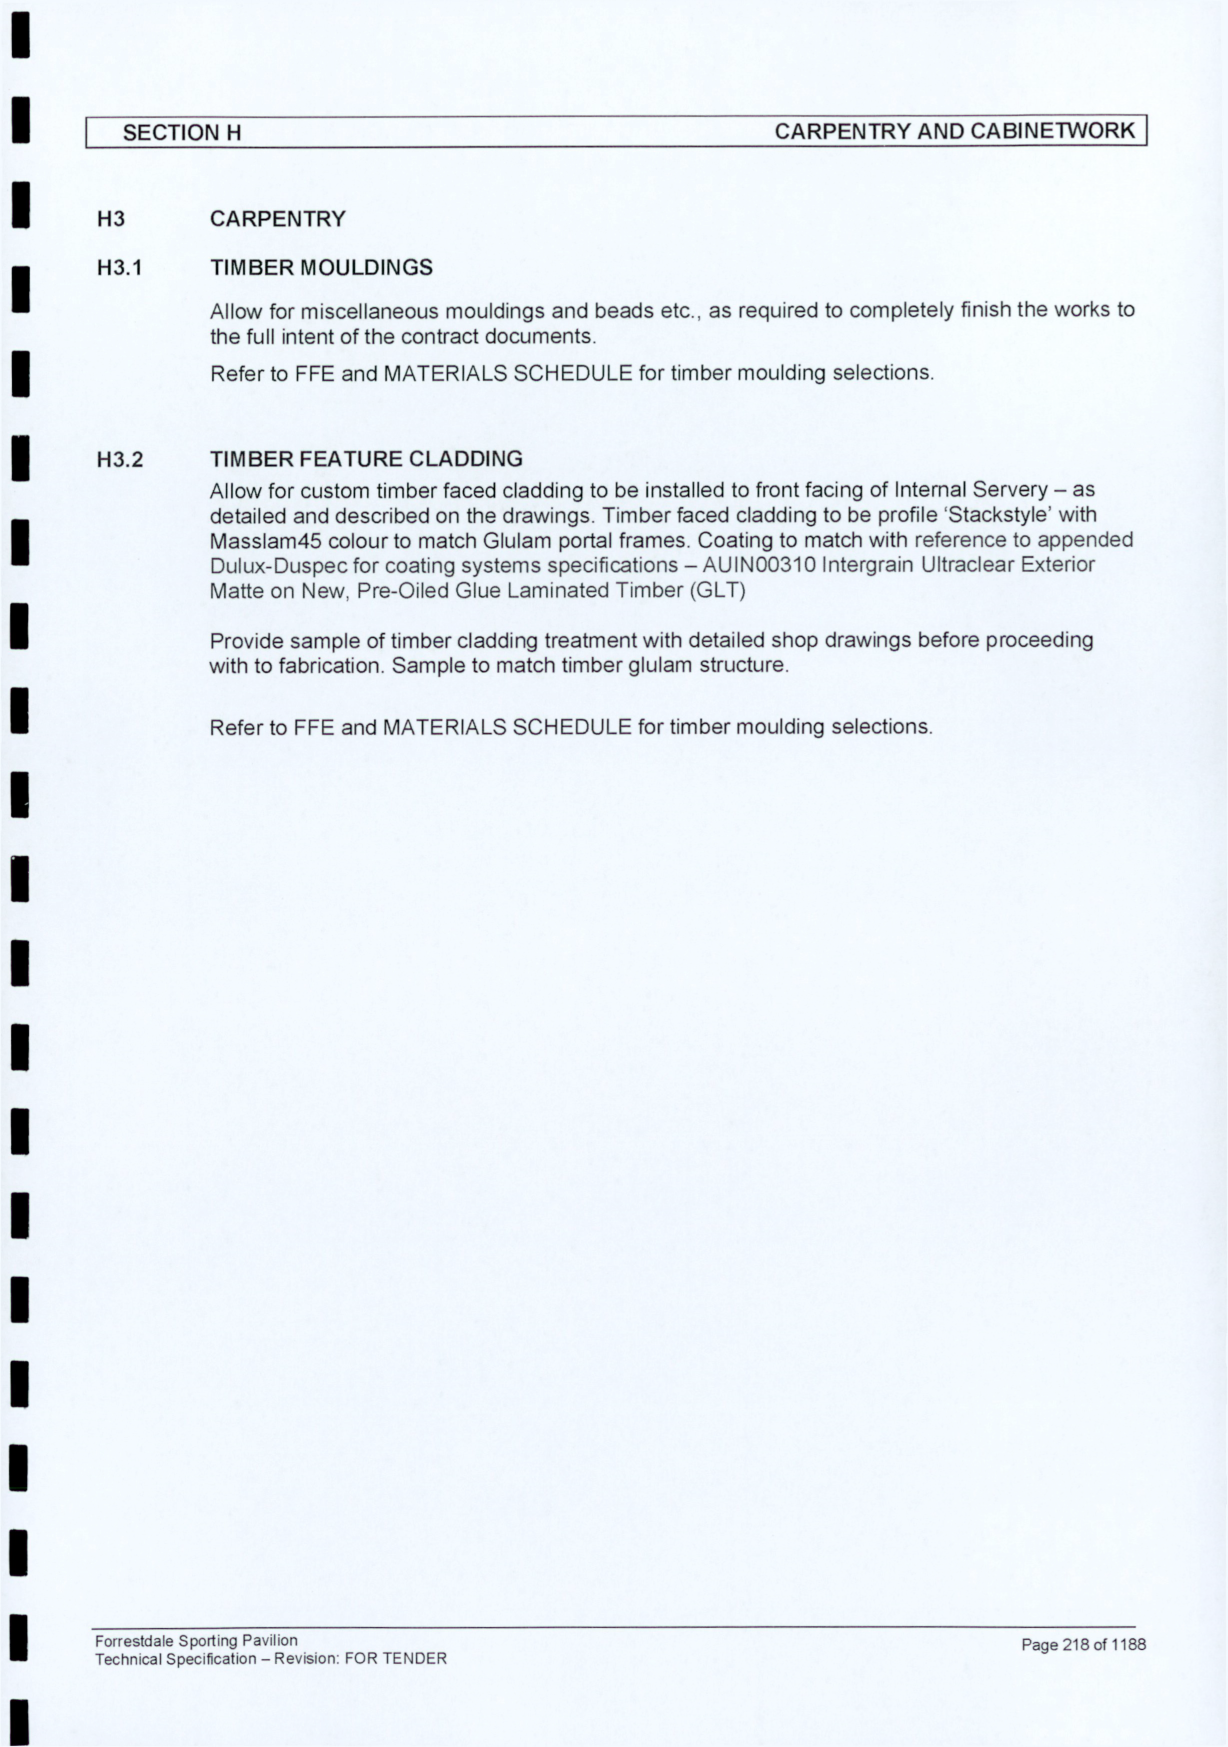 SECTION H CARPENTRY AND CABINETWORK
H3 CARPENTRY
H3.1 TIMBER MOULDINGS
Allow for miscellaneous mouldings and beads etc., as required to completely finish the works to
the full intent of the contract documents.
Refer to FFE and MATERIALS SCHEDULE for timber moulding selections.
H3.2 TIMBER FEATURE CLADDING
Allow for custom timber faced cladding to be installed to front facing of Internal Servery – as
detailed and described on the drawings. Timber faced cladding to be profile ‘Stackstyle’ with
Masslam45 colour to match Glulam portal frames. Coating to match with reference to appended
Dulux-Duspec for coating systems specifications – AUIN00310 Intergrain Ultraclear Exterior
Matte on New, Pre-Oiled Glue Laminated Timber (GLT)
Provide sample of timber cladding treatment with detailed shop drawings before proceeding
with to fabrication. Sample to match timber glulam structure.
Refer to FFE and MATERIALS SCHEDULE for timber moulding selections.
Forrestdale Sporting Pavilion Page 218 of 1188
Technical Specification – Revision: FOR TENDER